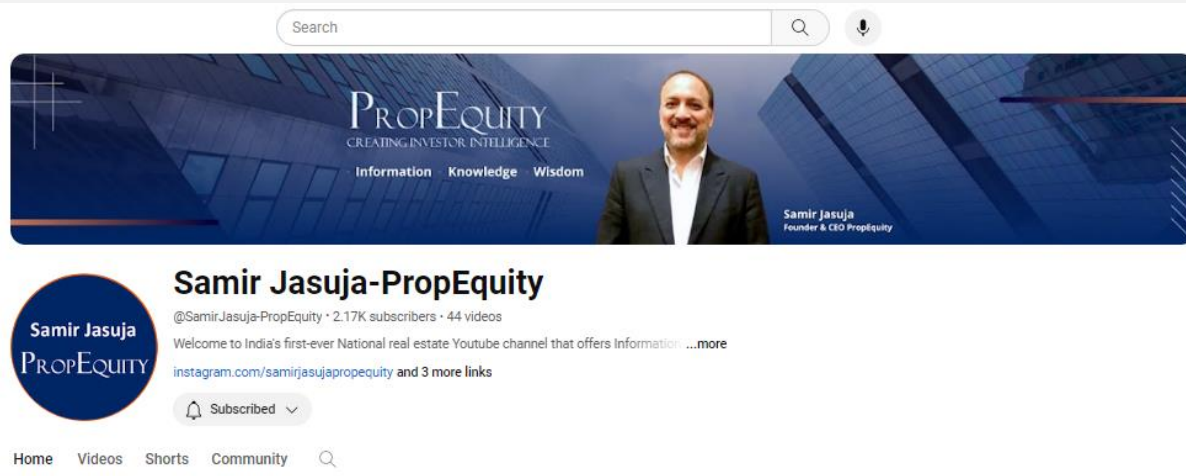 Search
PROPEQUITY
CREATING INVESTOR INTELLIGENCE
Information Knowledge Wisdom
Samir Jasuja
Founder & CEO PropEquity
Samir Jasuja
PROPEQUITY
Samir Jasuja-PropEquity
@SamirJasuja-PropEquity • 2.17K subscribers • 44 videos
Welcome to India's first-ever National real estate Youtube channel that offers Information ...more
instagram.com/samirjasujapropequity and 3 more links
Subscribed
Home Videos Shorts Community